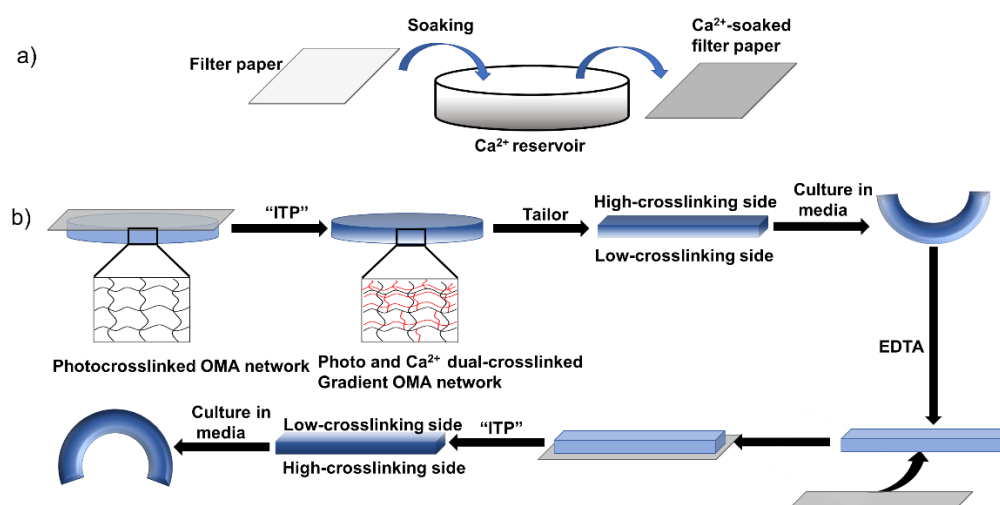 a)
Filter paper
Soaking
Ca²⁺ reservoir
Ca²⁺-soaked
filter paper
b)
"ITP"
Tailor
High-crosslinking side
Low-crosslinking side
Culture in
media
Photocrosslinked OMA network
Photo and Ca²⁺ dual-crosslinked
Gradient OMA network
EDTA
Culture in
media
Low-crosslinking side
High-crosslinking side
"ITP"